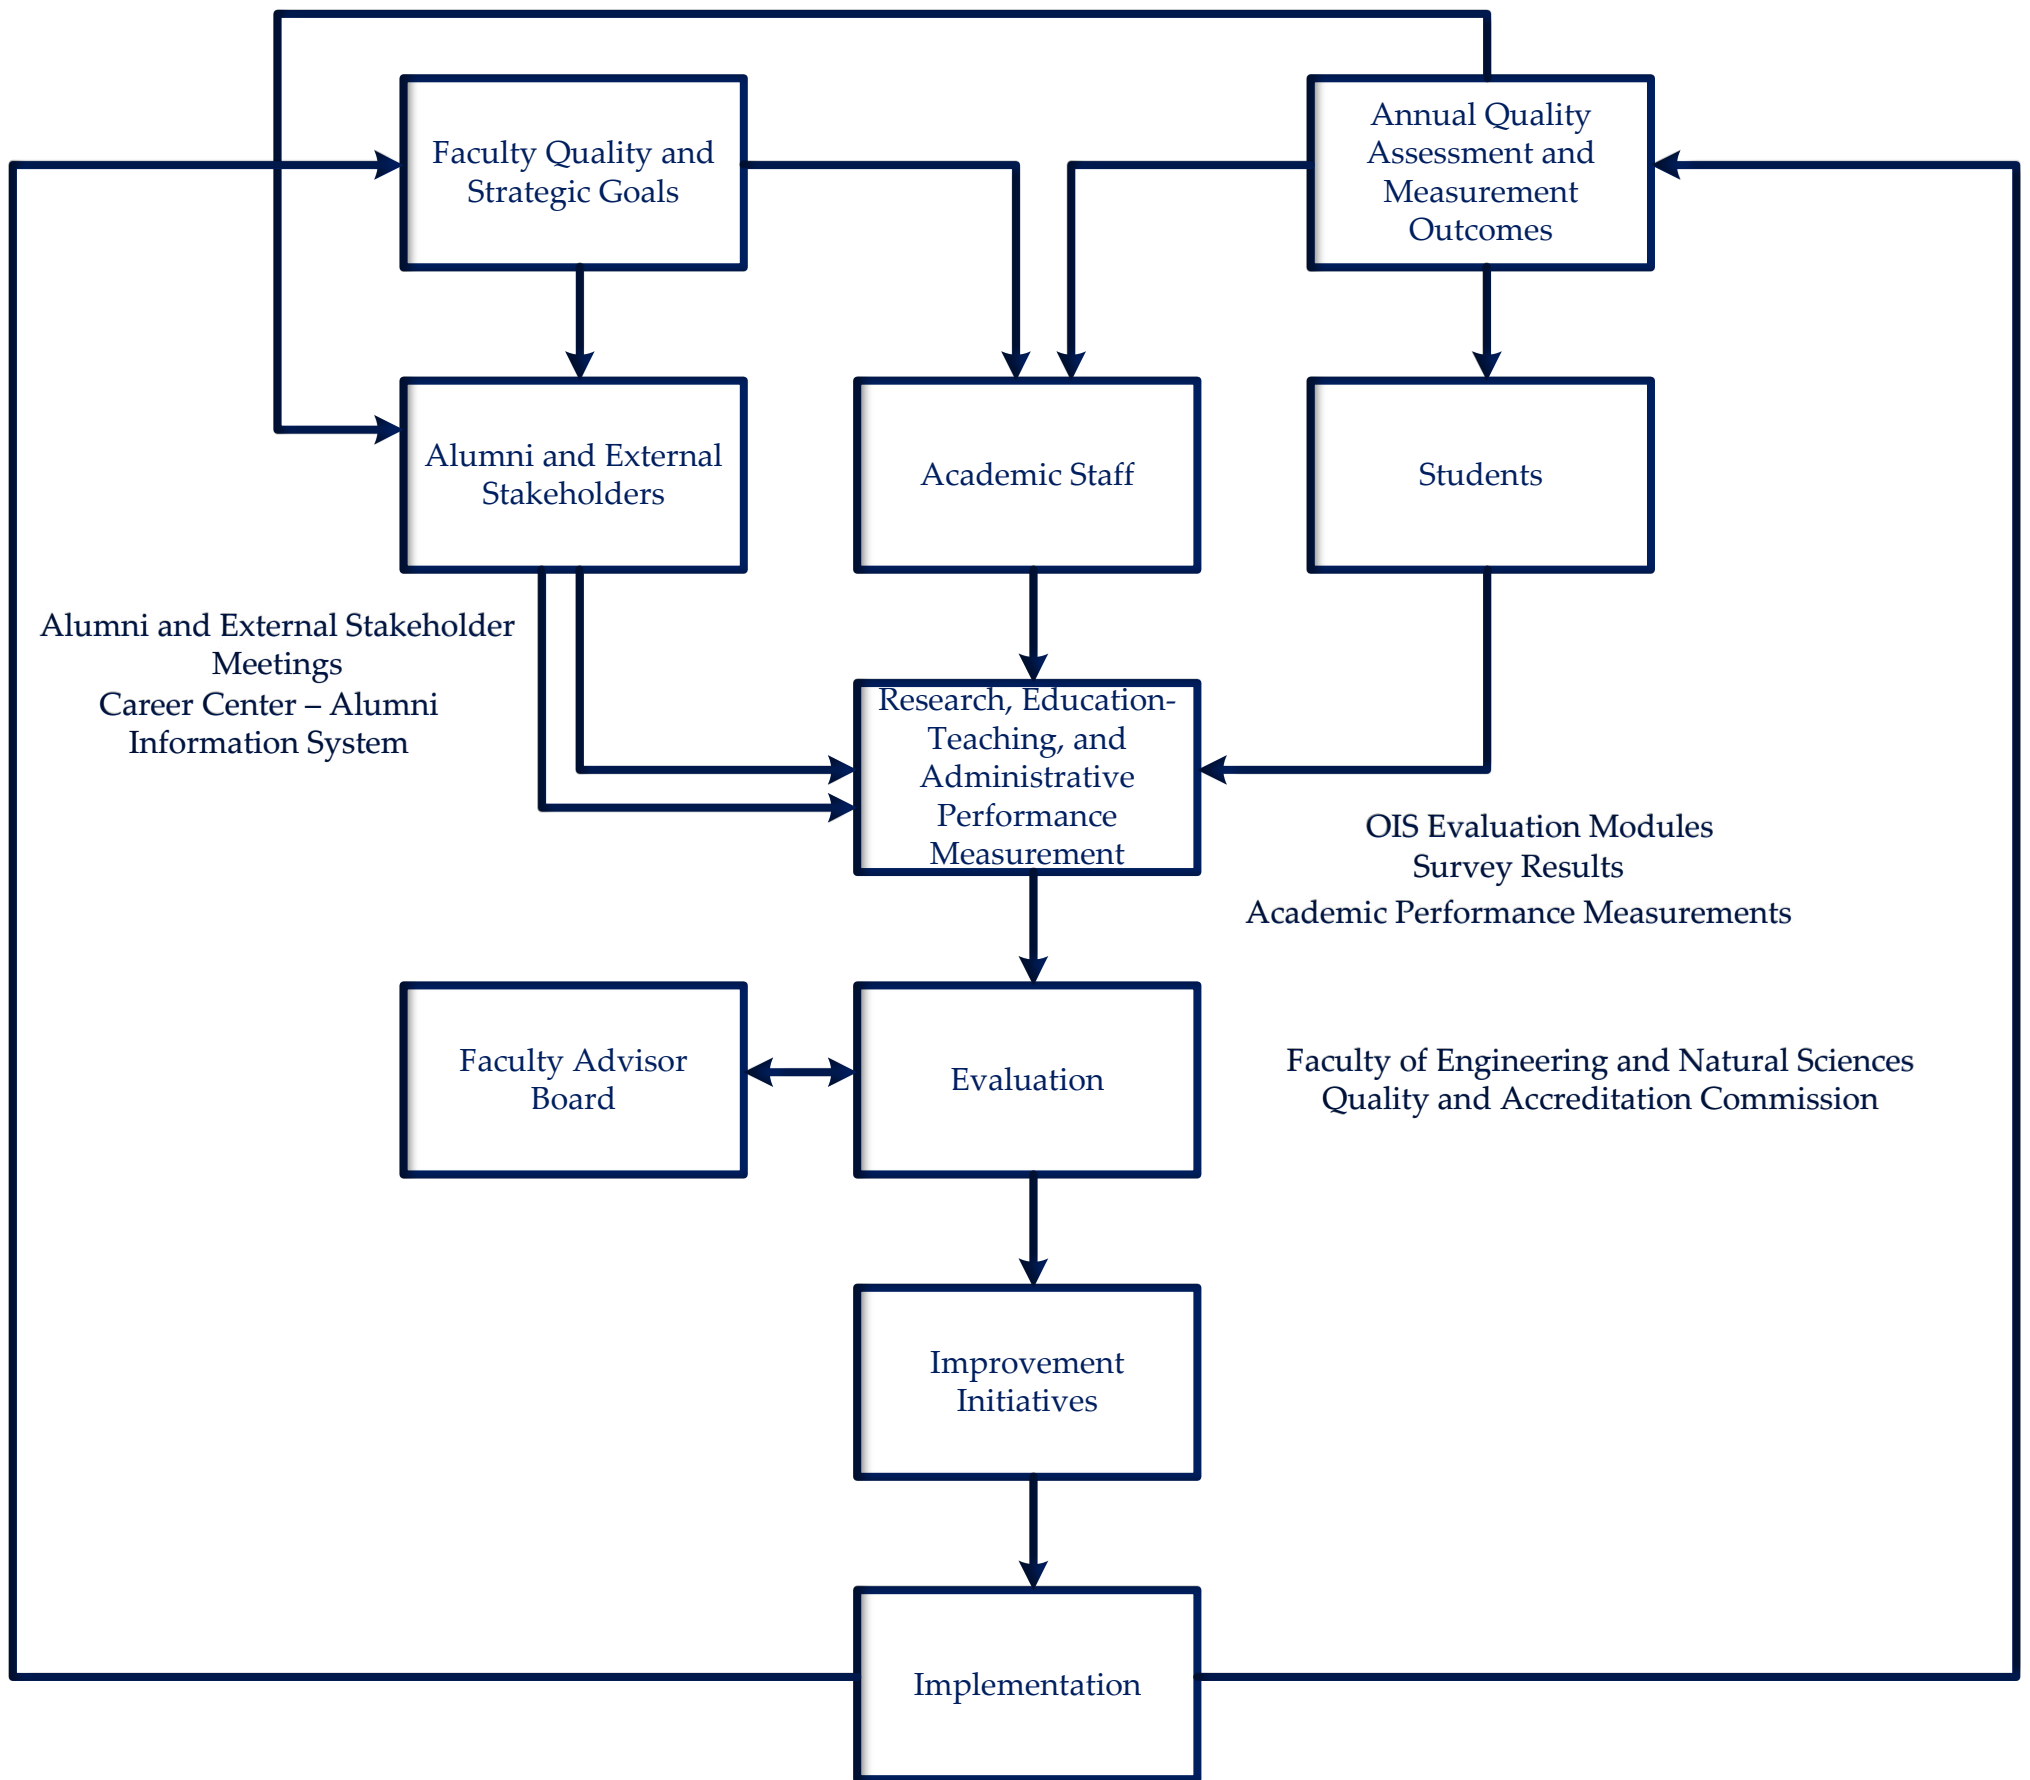 Faculty Quality and
Strategic Goals
Annual Quality
Assessment and
Measurement
Outcomes
Alumni and External
Stakeholders
Academic Staff
Students
Alumni and External Stakeholder
Meetings
Career Center – Alumni
Information System
Research, Education-
Teaching, and
Administrative
Performance
Measurement
OIS Evaluation Modules
Survey Results
Academic Performance Measurements
Faculty Advisor
Board
Evaluation
Faculty of Engineering and Natural Sciences
Quality and Accreditation Commission
Improvement
Initiatives
Implementation